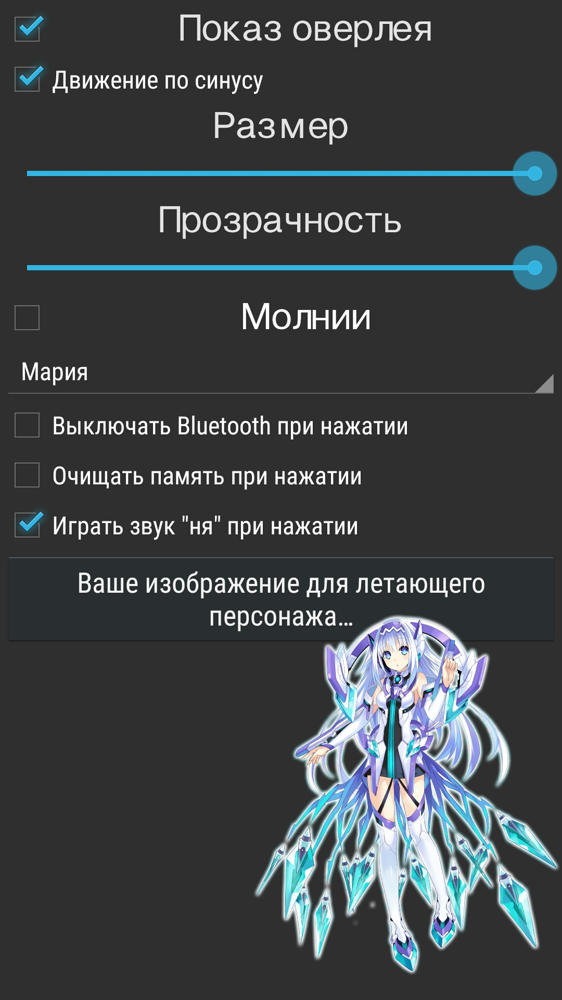 Показ оверлея
Движение по синусу
Размер
Прозрачность
Молнии
Мария
Выключать Bluetooth при нажатии
Очищать память при нажатии
Играть звук "ня" при нажатии
Ваше изображение для летающего
персонажа…